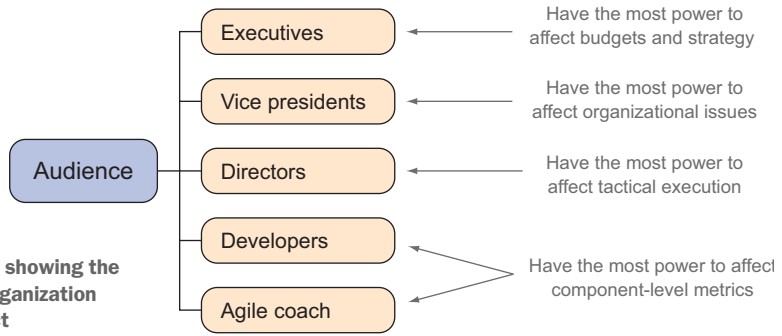 Executives
Have the most power to
affect budgets and strategy
Vice presidents
Have the most power to
affect organizational issues
Audience
Directors
Have the most power to
affect tactical execution
Developers
Agile coach
Have the most power to affect
component-level metrics
showing the
ganization